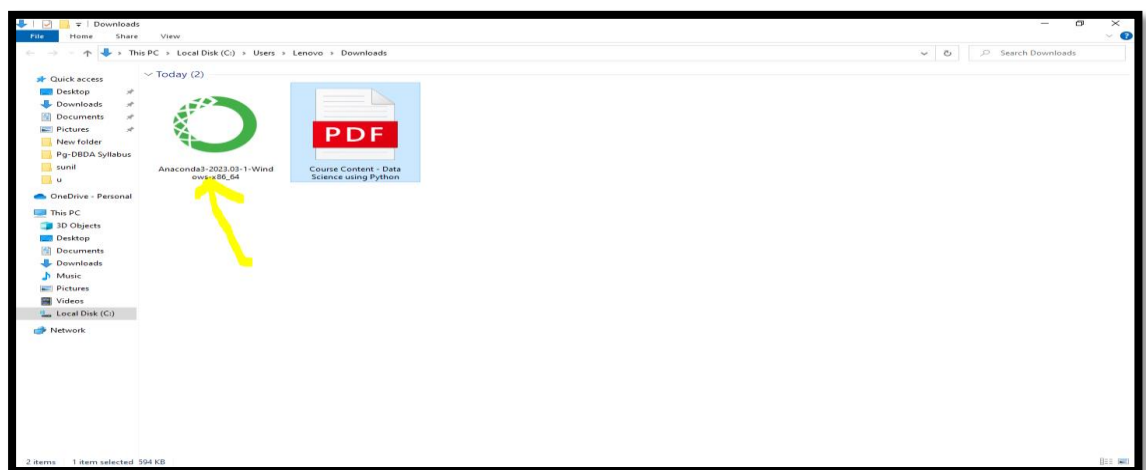 Downloads
File Home Share View
This PC Local Disk (C:) Users Lenovo Downloads
Search Downloads
Quick access
Desktop
Downloads
Documents
Pictures
New folder
Pg-DBDA Syllabus
sunil
u
OneDrive - Personal
This PC
3D Objects
Desktop
Documents
Downloads
Music
Pictures
Videos
Local Disk (C:)
Network
Today (2)
Anaconda3-2023.03-1-Wind
ows-x86_64
PDF
Course Content - Data
Science using Python
2 items 1 item selected 594 KB